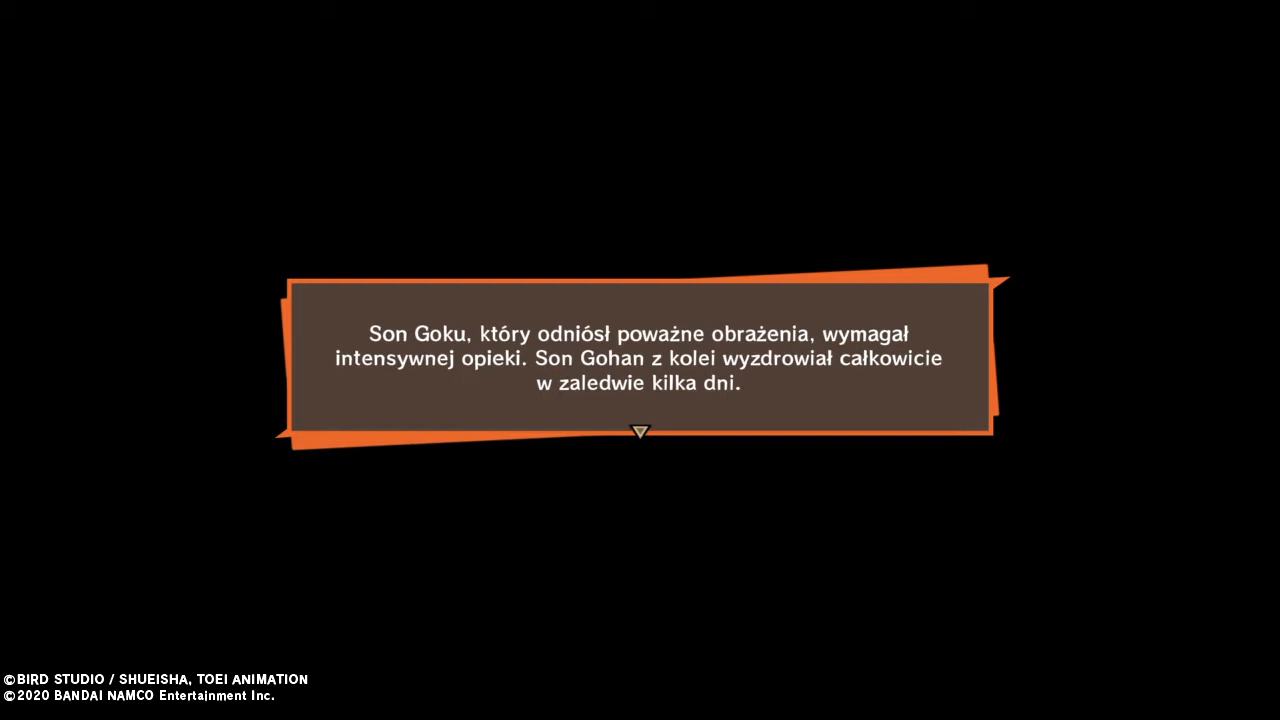 Son Goku, który odniósł poważne obrażenia, wymagał
intensywnej opieki. Son Gohan z kolei wyzdrowiał całkowicie
w zaledwie kilka dni.
©BIRD STUDIO / SHUEISHA, TOEI ANIMATION
©2020 BANDAI NAMCO Entertainment Inc.